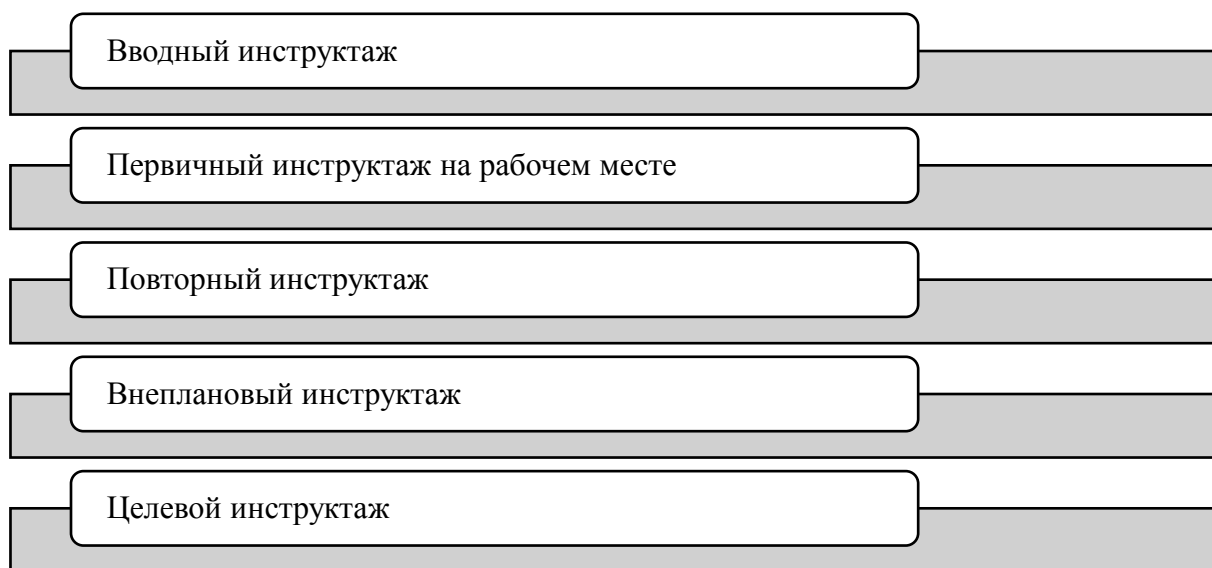 Вводный инструктаж
Первичный инструктаж на рабочем месте
Повторный инструктаж
Внеплановый инструктаж
Целевой инструктаж